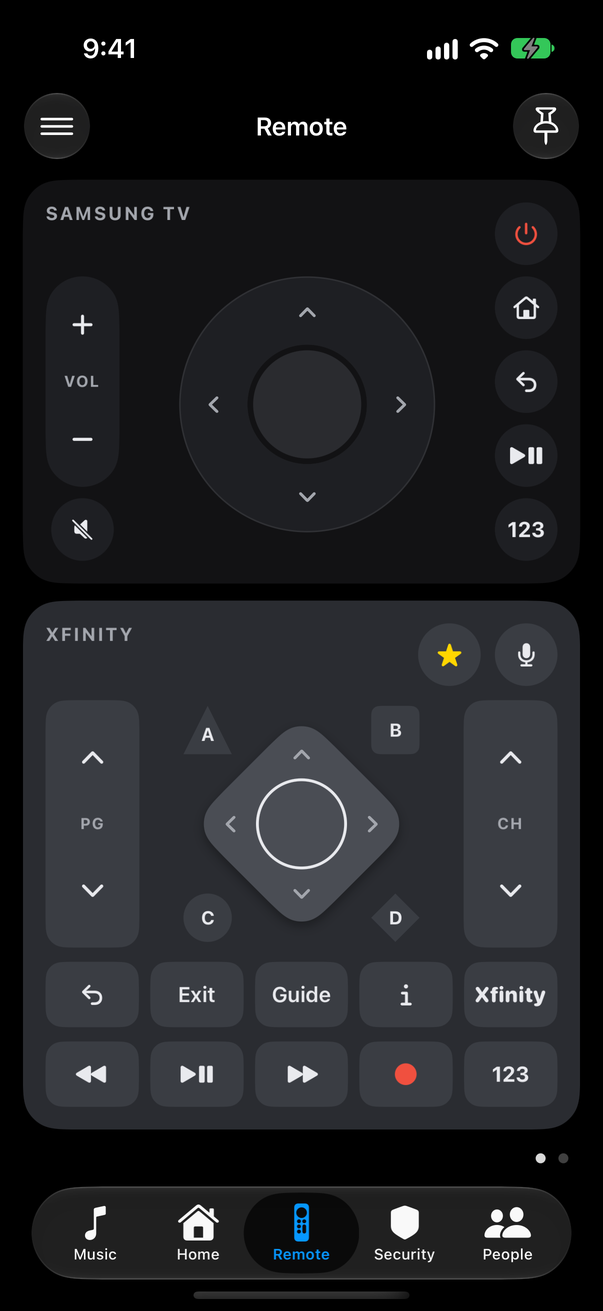 9:41
Remote
SAMSUNG TV
VOL
123
XFINITY
A
B
PG
CH
C
D
Exit
Guide
i
Xfinity
123
Music
Home
Remote
Security
People